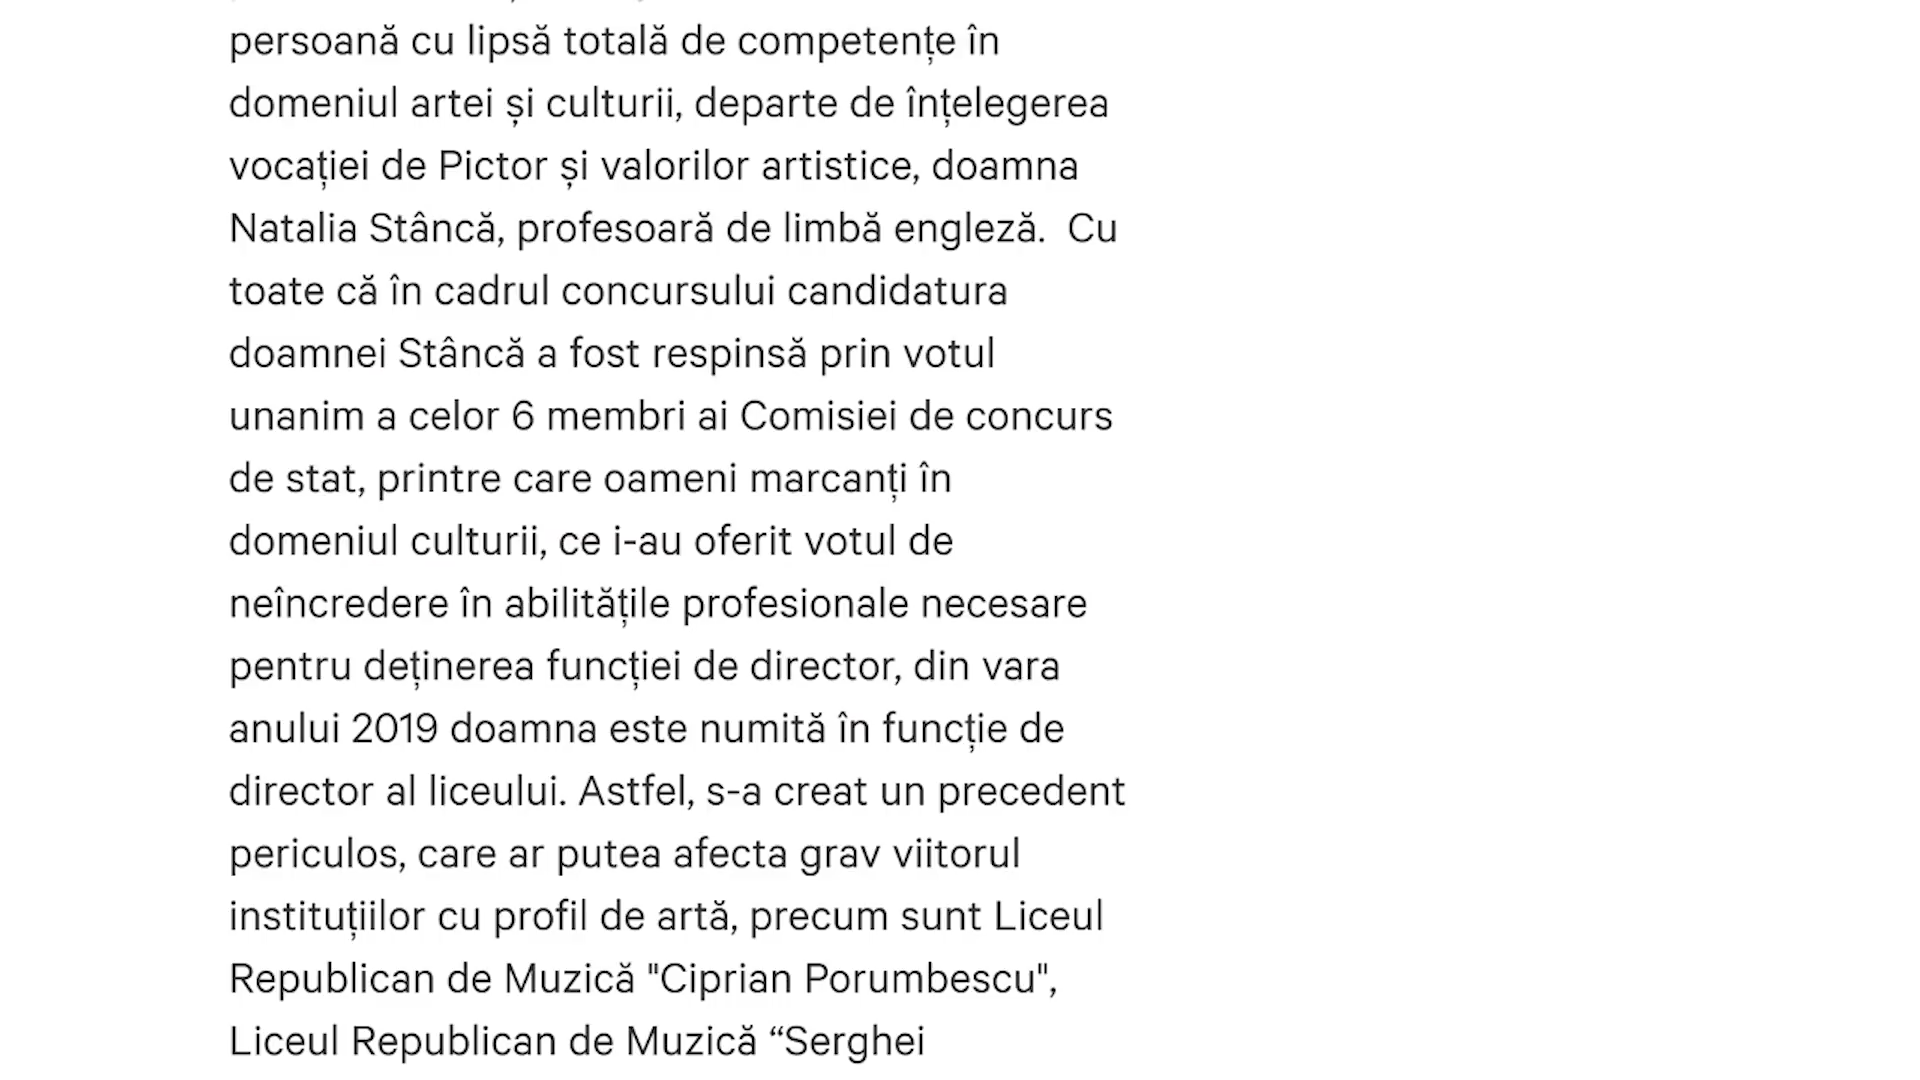 persoană cu lipsă totală de competențe în
domeniul artei și culturii, departe de înțelegerea
vocației de Pictor și valorilor artistice, doamna
Natalia Stâncă, profesoară de limbă engleză.  Cu
toate că în cadrul concursului candidatura
doamnei Stâncă a fost respinsă prin votul
unanim a celor 6 membri ai Comisiei de concurs
de stat, printre care oameni marcanți în
domeniul culturii, ce i-au oferit votul de
neîncredere în abilitățile profesionale necesare
pentru deținerea funcției de director, din vara
anului 2019 doamna este numită în funcție de
director al liceului. Astfel, s-a creat un precedent
periculos, care ar putea afecta grav viitorul
instituțiilor cu profil de artă, precum sunt Liceul
Republican de Muzică "Ciprian Porumbescu",
Liceul Republican de Muzică “Serghei